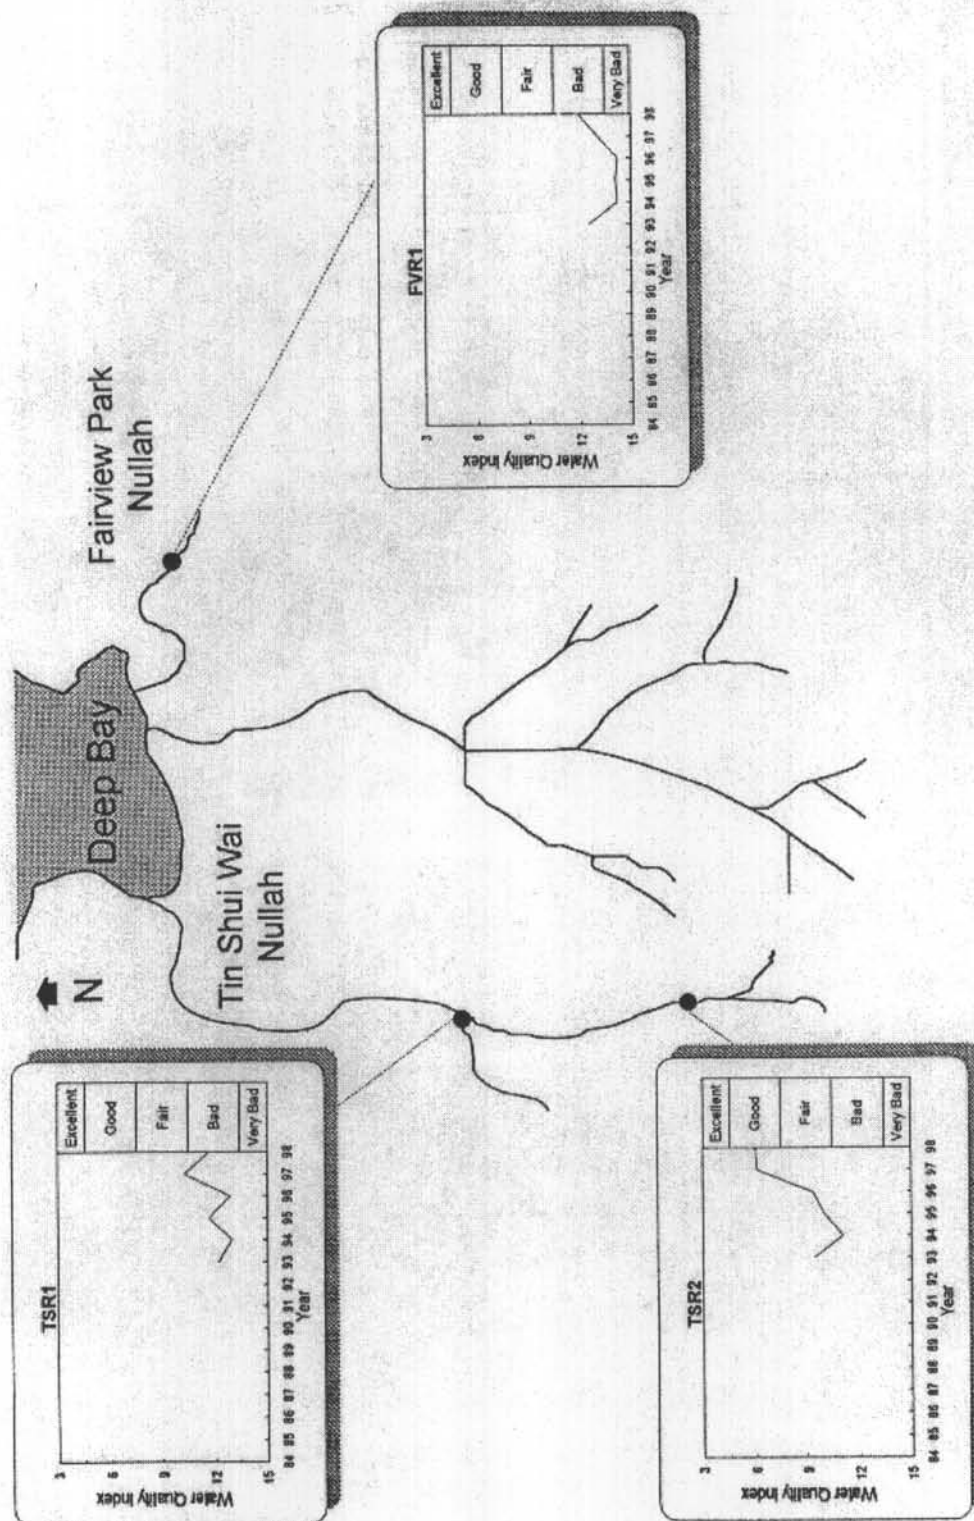 N
Deep Bay
Fairview Park
Nullah
Tin Shui Wai
Nullah
TSR1
Water Quality Index
3
6
9
12
15
84 85 86 87 88 89 90 91 92 93 94 95 96 97 98
Year
Excellent
Good
Fair
Bad
Very Bad
TSR2
Water Quality Index
3
6
9
12
15
84 85 86 87 88 89 90 91 92 93 94 95 96 97 98
Year
Excellent
Good
Fair
Bad
Very Bad
FVR1
Water Quality Index
3
6
9
12
15
84 85 86 87 88 89 90 91 92 93 94 95 96 97 98
Year
Excellent
Good
Fair
Bad
Very Bad